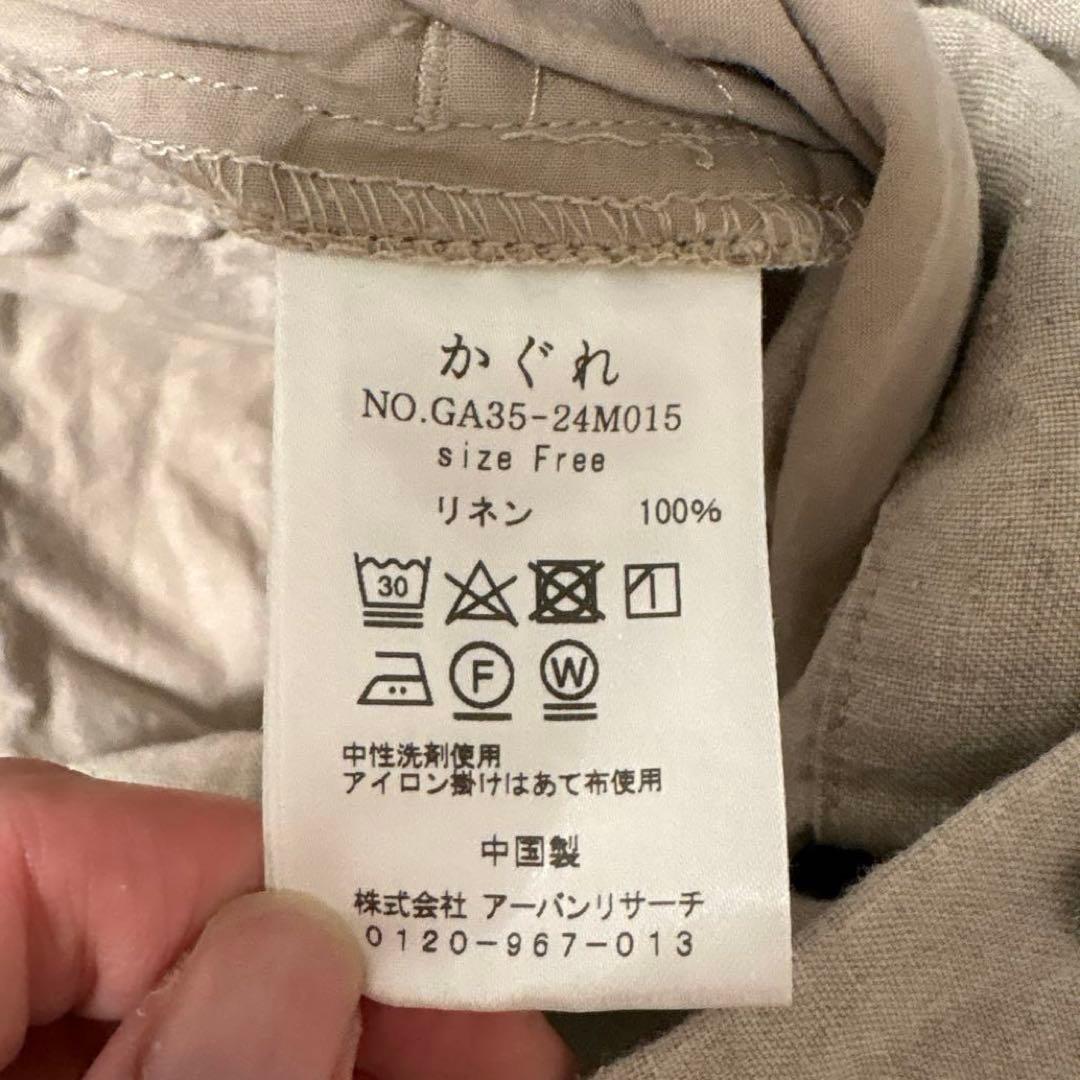 かぐれ
NO.GA35-24M015
size Free
リネン 100%
30
F W
中性洗剤使用
アイロン掛けはあて布使用
中国製
株式会社 アーバンリサーチ
0120-967-013